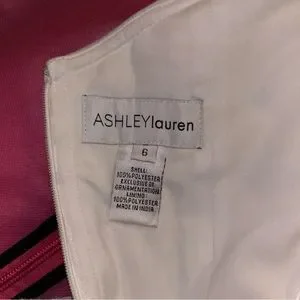 ASHLEYlauren
6
SHELL:
100%POLYESTER
EXCLUSIVE OF
ORNAMENTATION
LINING:
100%POLYESTER
MADE IN INDIA